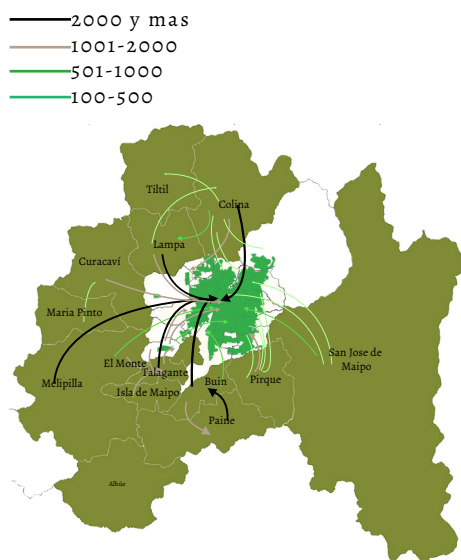 2000 y mas
1001-2000
501-1000
100-500
Tiltil
Colina
Lampa
Curacaví
Maria Pinto
El Monte
Talagante
Melipilla
Isla de Maipo
Buin
Pirque
San Jose de
Maipo
Paine
Alhúe